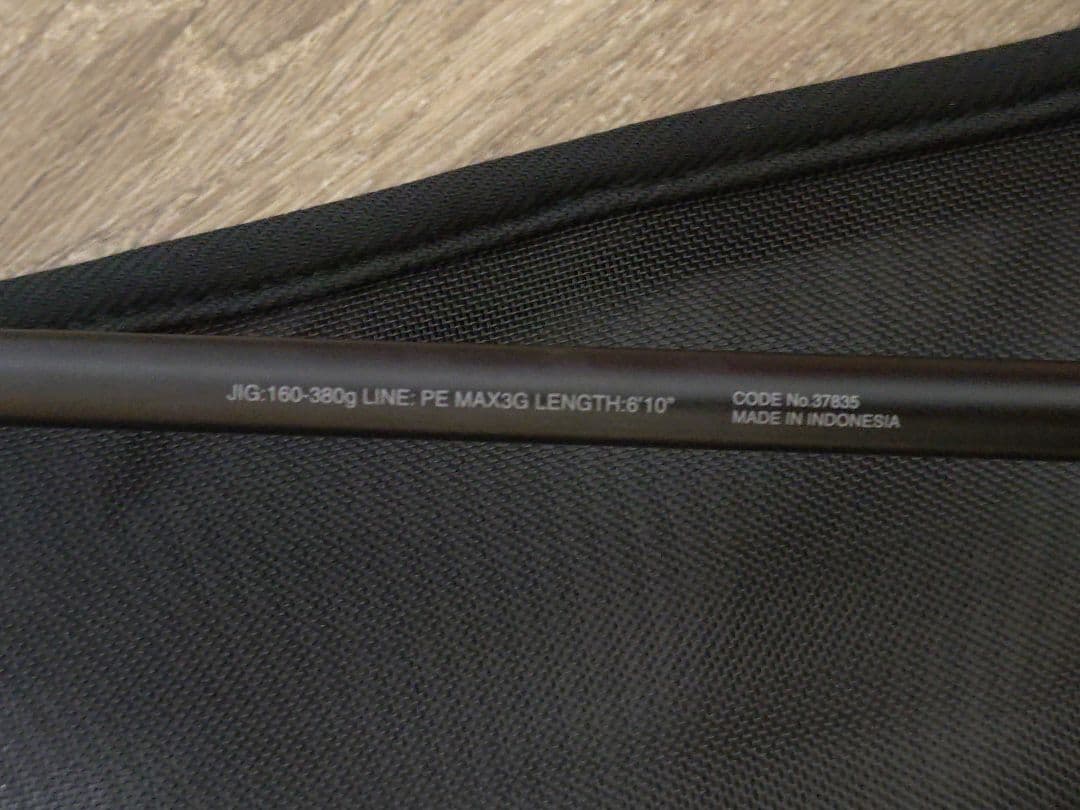 JIG:160-380g LINE: PE MAX3G LENGTH:6'10" CODE No.37835
MADE IN INDONESIA